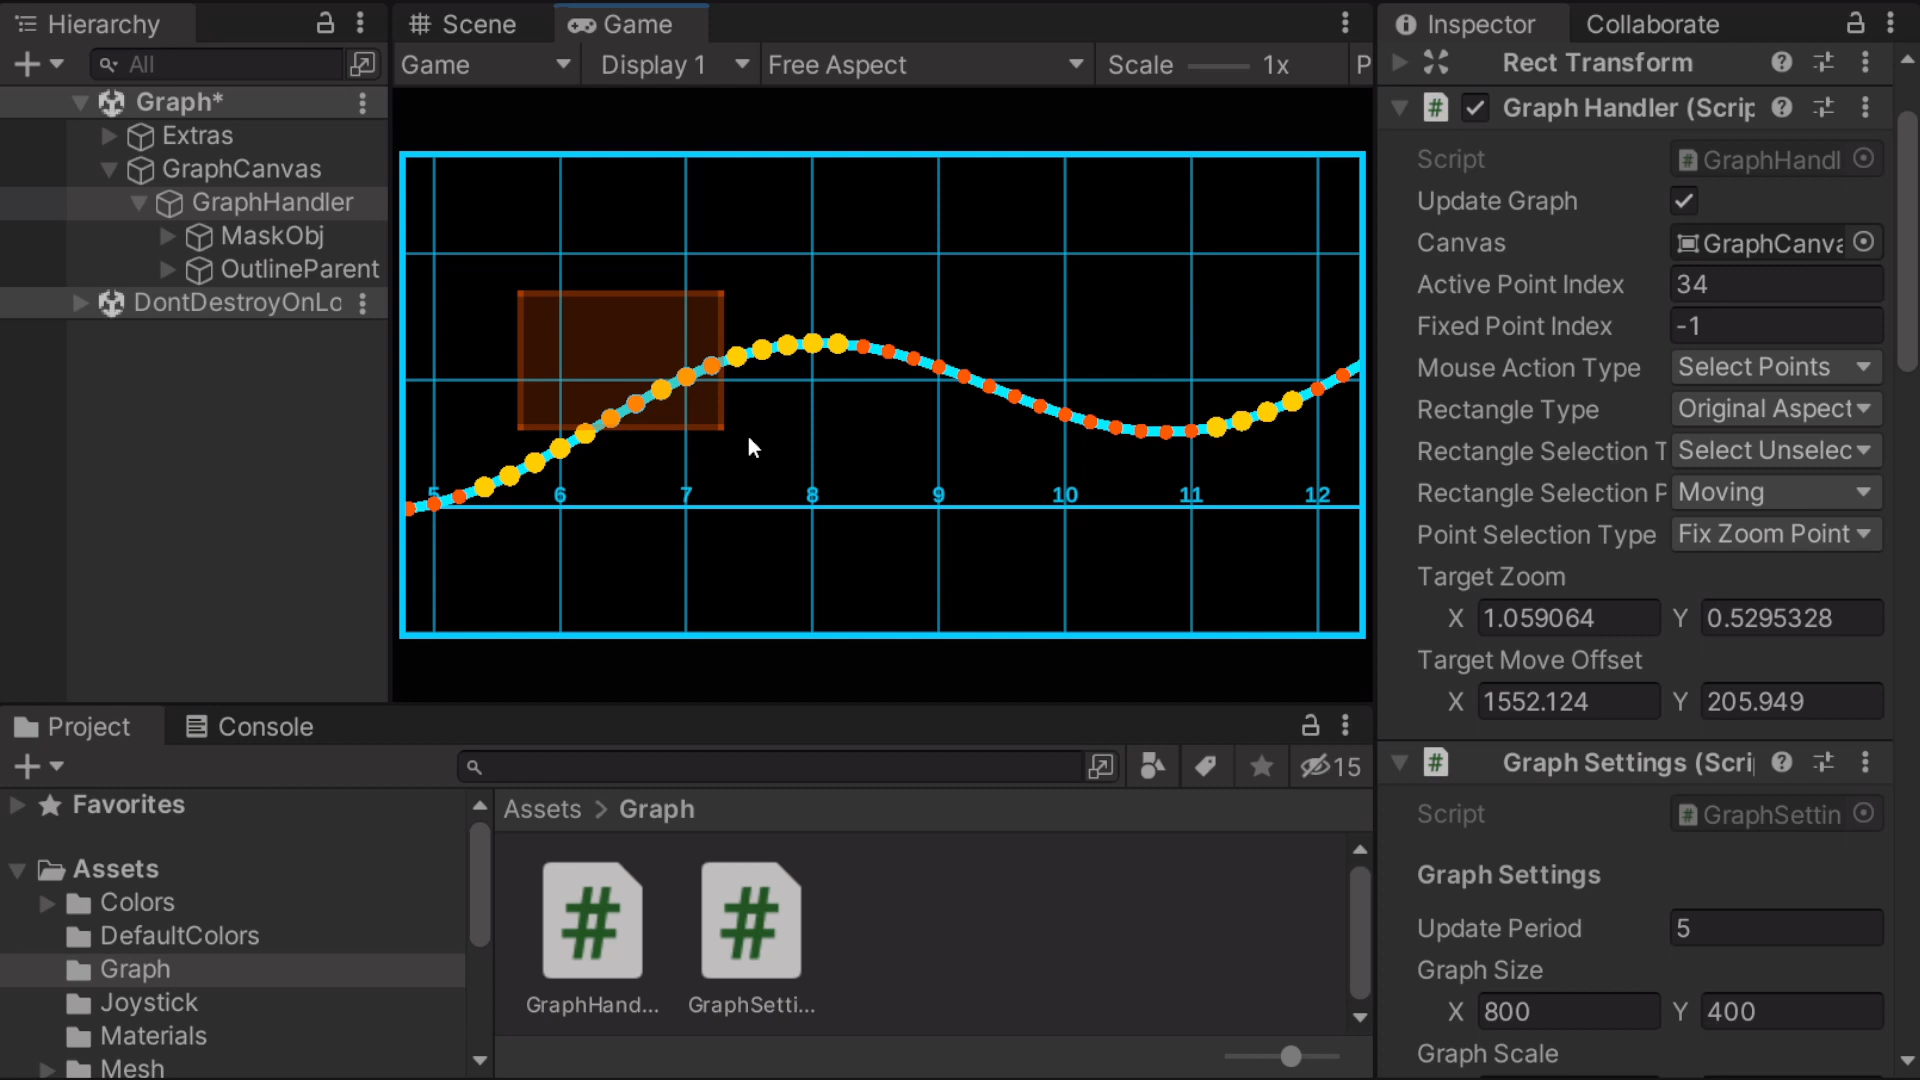 Hierarchy
All
Graph*
Extras
GraphCanvas
GraphHandler
MaskObj
OutlineParent
DontDestroyOnLo
Scene
Game
Game
Display 1
Free Aspect
Scale
1x
P
5
6
7
8
9
10
11
12
Project
Console
15
Favorites
Assets
Colors
DefaultColors
Graph
Joystick
Materials
Mesh
Assets > Graph
GraphHand...
GraphSetti...
Inspector
Collaborate
Rect Transform
Graph Handler (Scrip
Script
GraphHandl
Update Graph
Canvas
GraphCanva
Active Point Index
34
Fixed Point Index
-1
Mouse Action Type
Select Points
Rectangle Type
Original Aspect
Rectangle Selection T
Select Unselec
Rectangle Selection P
Moving
Point Selection Type
Fix Zoom Point
Target Zoom
X 1.059064 Y 0.5295328
Target Move Offset
X 1552.124 Y 205.949
Graph Settings (Scri
Script
GraphSettin
Graph Settings
Update Period
5
Graph Size
X 800 Y 400
Graph Scale